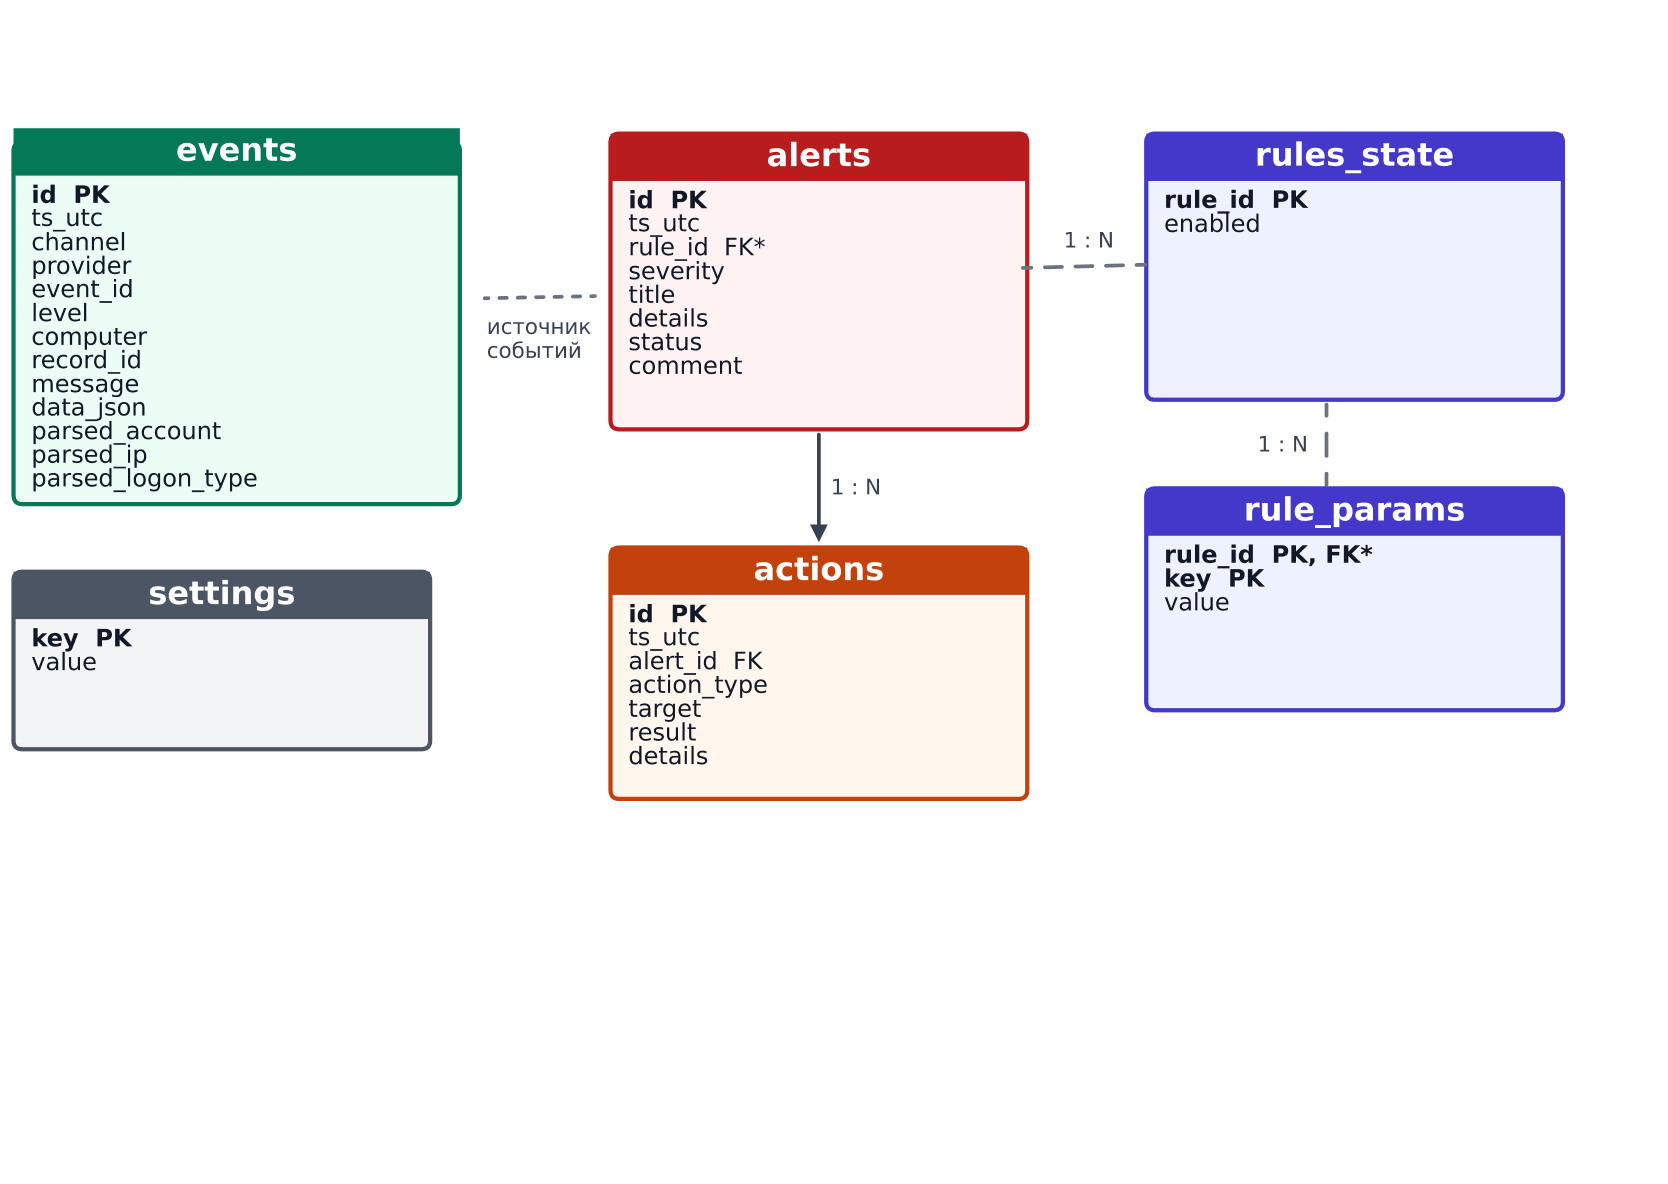 events
id PK
ts_utc
channel
provider
event_id
level
computer
record_id
message
data_json
parsed_account
parsed_ip
parsed_logon_type
источник
событий
alerts
id PK
ts_utc
rule_id FK*
severity
title
details
status
comment
1 : N
rules_state
rule_id PK
enabled
1 : N
1 : N
settings
key PK
value
actions
id PK
ts_utc
alert_id FK
action_type
target
result
details
rule_params
rule_id PK, FK*
key PK
value